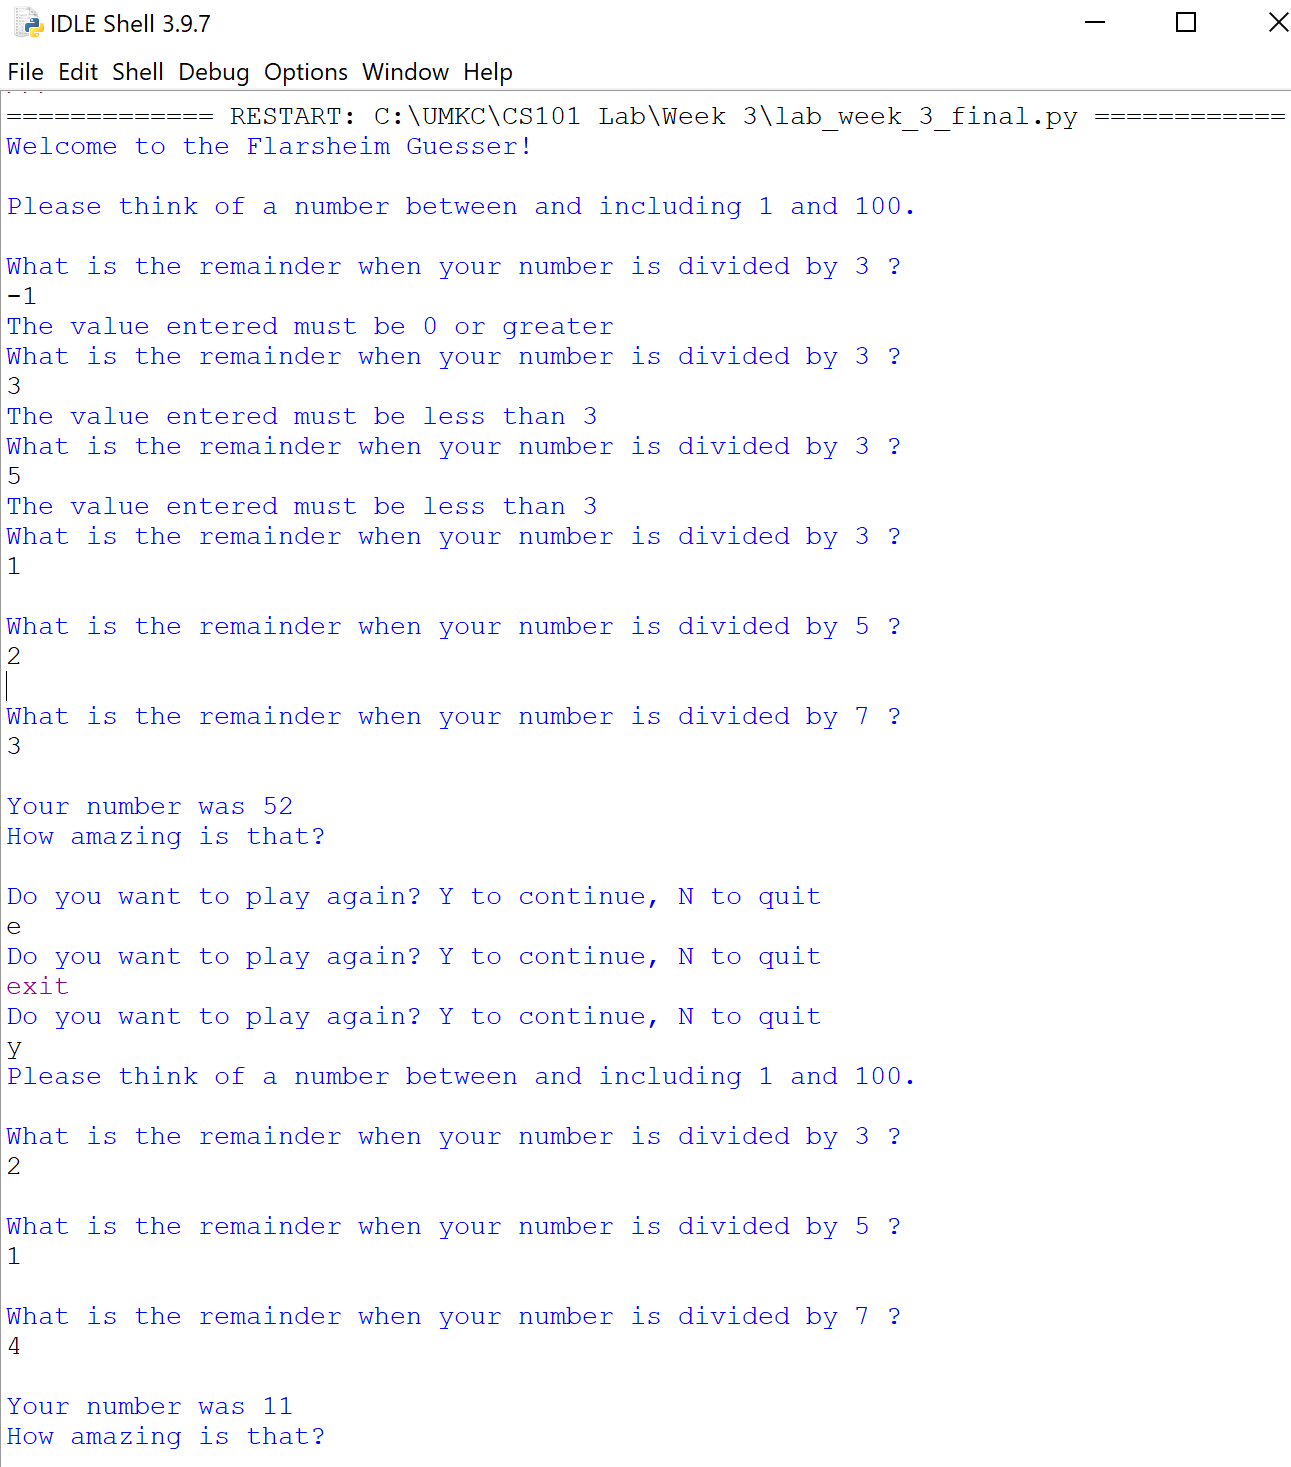 IDLE Shell 3.9.7
File Edit Shell Debug Options Window Help
============= RESTART: C:\UMKC\CS101 Lab\Week 3\lab_week_3_final.py ============
Welcome to the Flarsheim Guesser!
Please think of a number between and including 1 and 100.
What is the remainder when your number is divided by 3 ?
-1
The value entered must be 0 or greater
What is the remainder when your number is divided by 3 ?
3
The value entered must be less than 3
What is the remainder when your number is divided by 3 ?
5
The value entered must be less than 3
What is the remainder when your number is divided by 3 ?
1
What is the remainder when your number is divided by 5 ?
2
What is the remainder when your number is divided by 7 ?
3
Your number was 52
How amazing is that?
Do you want to play again? Y to continue, N to quit
e
Do you want to play again? Y to continue, N to quit
exit
Do you want to play again? Y to continue, N to quit
y
Please think of a number between and including 1 and 100.
What is the remainder when your number is divided by 3 ?
2
What is the remainder when your number is divided by 5 ?
1
What is the remainder when your number is divided by 7 ?
4
Your number was 11
How amazing is that?